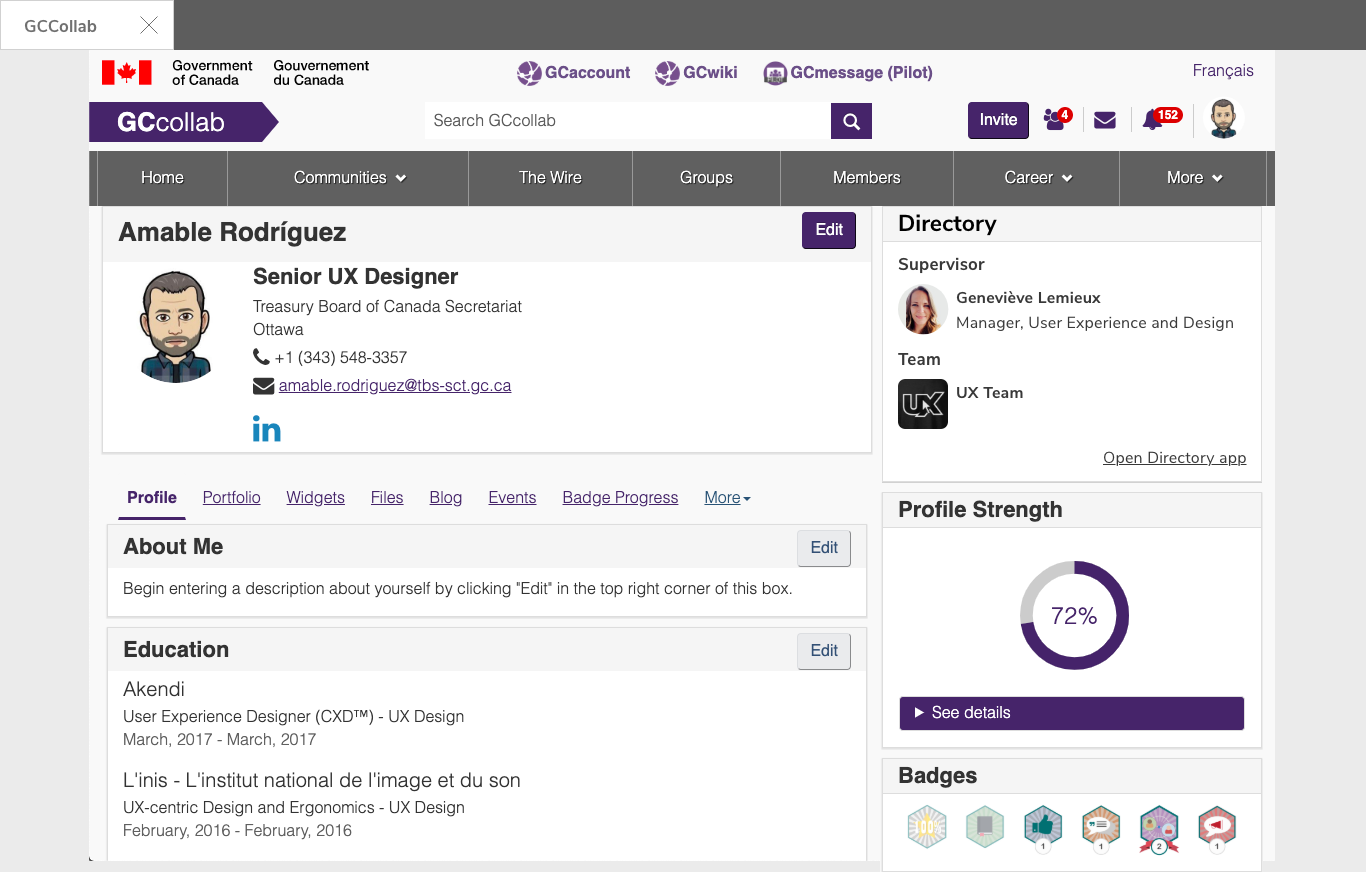 GCCollab
Government of Canada
Gouvernement du Canada
GCaccount
GCwiki
GCmessage (Pilot)
Français
GCcollab
Search GCcollab
Invite
4
152
Home
Communities
The Wire
Groups
Members
Career
More
Amable Rodríguez
Edit
Senior UX Designer
Treasury Board of Canada Secretariat
Ottawa
+1 (343) 548-3357
amable.rodriguez@tbs-sct.gc.ca
in
Directory
Supervisor
Geneviève Lemieux
Manager, User Experience and Design
Team
UX
UX Team
Open Directory app
Profile
Portfolio
Widgets
Files
Blog
Events
Badge Progress
More
About Me
Edit
Begin entering a description about yourself by clicking "Edit" in the top right corner of this box.
Education
Edit
Akendi
User Experience Designer (CXD™) - UX Design
March, 2017 - March, 2017
L'inis - L'institut national de l'image et du son
UX-centric Design and Ergonomics - UX Design
February, 2016 - February, 2016
Profile Strength
72%
See details
Badges
1
1
2
1